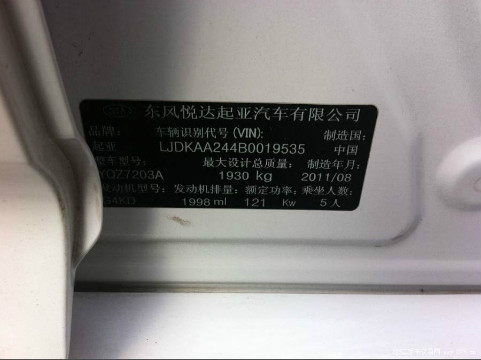 东风悦达起亚汽车有限公司
品牌: 车辆识别代号(VIN): 制造国:
起亚 LJDKAA244B0019535 中国
整车型号: 最大设计总质量: 制造年月:
YQZ7203A 1930 kg 2011/08
发动机型号: 发动机排量: 额定功率: 乘坐人数:
G4KD 1998 ml 121 Kw 5人